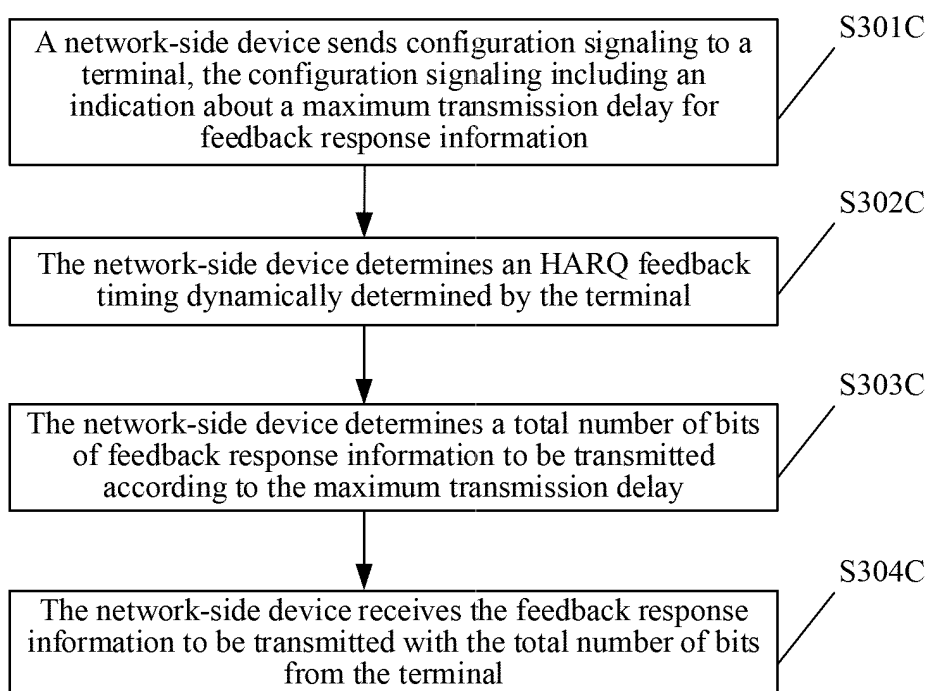 S301C
A network-side device sends configuration signaling to a
terminal, the configuration signaling including an
indication about a maximum transmission delay for
feedback response information
S302C
The network-side device determines an HARQ feedback
timing dynamically determined by the terminal
S303C
The network-side device determines a total number of bits
of feedback response information to be transmitted
according to the maximum transmission delay
S304C
The network-side device receives the feedback response
information to be transmitted with the total number of bits
from the terminal